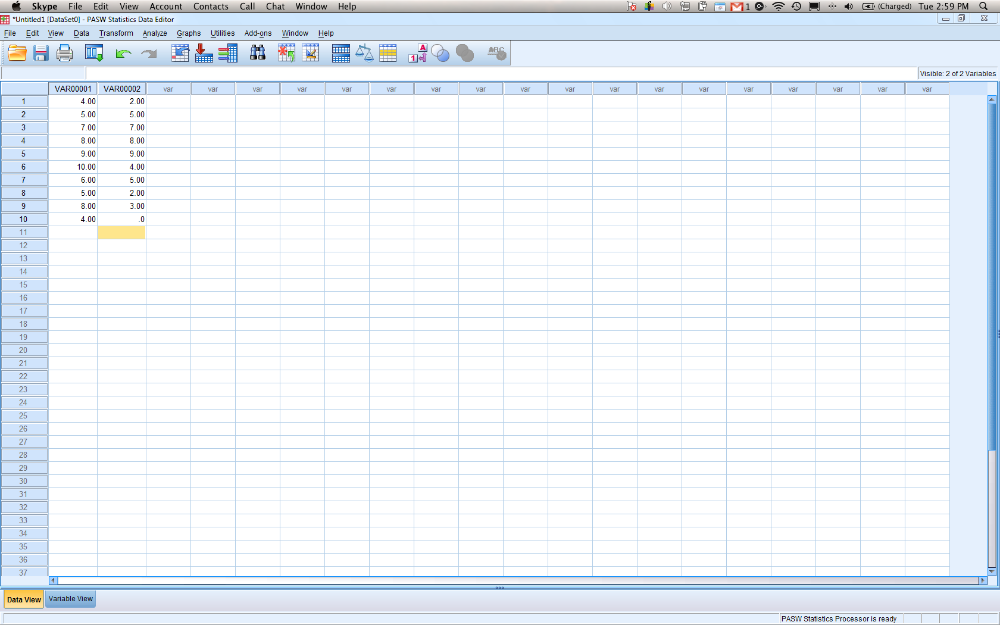 Skype File Edit View Account Contacts Call Chat Window Help 1 (Charged) Tue 2:59 PM
*Untitled1 [DataSet0] - PASW Statistics Data Editor
File Edit View Data Transform Analyze Graphs Utilities Add-ons Window Help
A 1 ABC
Visible: 2 of 2 Variables
VAR00001 VAR00002 var var var var var var var var var var var var var var var var var var
1 4.00 2.00
2 5.00 5.00
3 7.00 7.00
4 8.00 8.00
5 9.00 9.00
6 10.00 4.00
7 6.00 5.00
8 5.00 2.00
9 8.00 3.00
10 4.00 .0
11
12
13
14
15
16
17
18
19
20
21
22
23
24
25
26
27
28
29
30
31
32
33
34
35
36
37
Data View Variable View
PASW Statistics Processor is ready